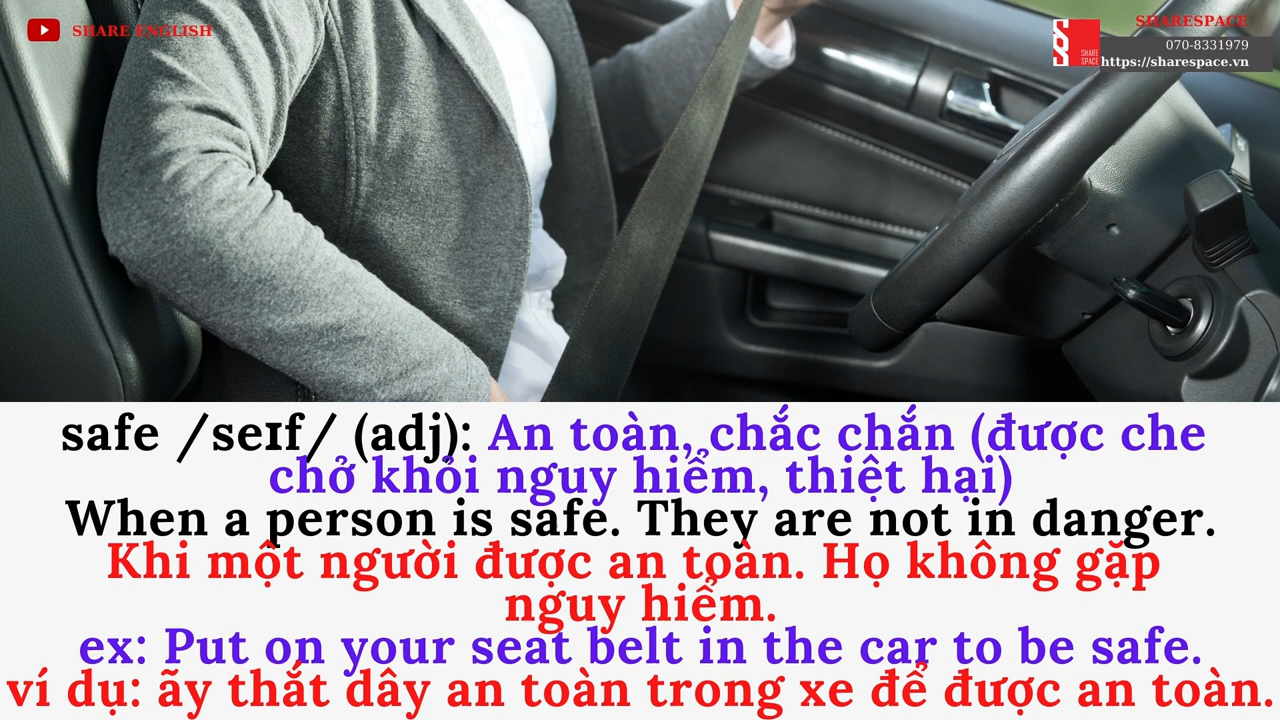 SHARE ENGLISH
SHARESPACE
070-8331979
SHARE
SPACE
https://sharespace.vn
safe /seɪf/ (adj): An toàn, chắc chắn (được che
chở khỏi nguy hiểm, thiệt hại)
When a person is safe. They are not in danger.
Khi một người được an toàn. Họ không gặp
nguy hiểm.
ex: Put on your seat belt in the car to be safe.
ví dụ: ãy thắt dây an toàn trong xe để được an toàn.